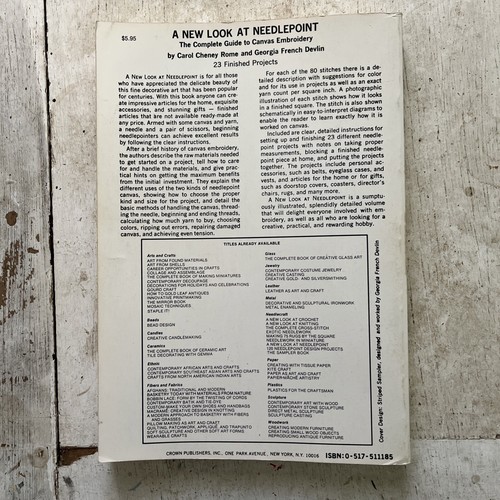 $5.95
A NEW LOOK AT NEEDLEPOINT
The Complete Guide to Canvas Embroidery
by Carol Cheney Rome and Georgia French Devlin
23 Finished Projects
A NEW LOOK AT NEEDLEPOINT is for all those
who have appreciated the delicate beauty of
this fine decorative art that has been popular
for centuries. With this book anyone can cre-
ate impressive articles for the home, exquisite
accessories, and stunning gifts — finished
articles that are not available ready-made at
any price. Armed with some canvas and yarn,
a needle and a pair of scissors, beginning
needlepointers can achieve excellent results
by following the clear instructions.
After a brief history of canvas embroidery,
the authors describe the raw materials needed
to get started on a project, tell how to care
for and handle the materials, and give prac-
tical hints on getting the maximum benefits
from the initial investment. They explain the
different uses of the two kinds of needlepoint
canvas, showing how to choose the proper
kind and size for the project, and detail the
basic methods of handling the canvas, thread-
ing the needle, beginning and ending threads,
calculating how much yarn to buy, choosing
colors, ripping out errors, repairing damaged
canvas, and achieving even tension.
For each of the 80 stitches there is a de-
tailed description with suggestions for color
and for its use in projects as well as an exact
yarn count per square inch. A photographic
illustration of each stitch shows how it looks
in a finished square. The stitch is also shown
schematically in easy-to-interpret diagrams to
enable the reader to learn exactly how it is
worked on canvas.
Included are clear, detailed instructions for
setting up and finishing 23 different needle-
point projects with notes on taking proper
measurements, blocking a finished needle-
point piece at home, and putting the projects
together. The projects include personal ac-
cessories, such as belts, eyeglass cases, and
vests, and articles for the home or for gifts,
such as doorstop covers, coasters, director's
chairs, rugs, and many more.
A NEW LOOK AT NEEDLEPOINT is a sumptu-
ously illustrated, splendidly detailed volume
that will delight everyone involved with em-
broidery, as well as all who are looking for a
creative, practical, and rewarding hobby.
TITLES ALREADY AVAILABLE
Arts and Crafts
ART FROM FOUND MATERIALS
ART FROM SHELLS
CAREER OPPORTUNITIES IN CRAFTS
COLLAGE AND ASSEMBLAGE
THE COMPLETE BOOK OF MAKING MINIATURES
CONTEMPORARY DECOUPAGE
DECORATIONS FOR HOLIDAYS AND CELEBRATIONS
GOURD CRAFT
HOW TO GOLD LEAF ANTIQUES
INNOVATIVE PRINTMAKING
THE MIRROR BOOK
MOSAIC TECHNIQUES
STAPLE IT!
Beads
BEAD DESIGN
Candles
CREATIVE CANDLEMAKING
Ceramics
THE COMPLETE BOOK OF CERAMIC ART
TILE DECORATING WITH GEMMA
Ethnic
CONTEMPORARY AFRICAN ARTS AND CRAFTS
CONTEMPORARY SOUTHEAST ASIAN ARTS AND CRAFTS
CRAFTS FROM NORTH AMERICAN INDIAN ARTS
Fibers and Fabrics
AFGHANS: TRADITIONAL AND MODERN
BASKETRY TODAY WITH MATERIALS FROM NATURE
BOBBIN LACE: FORM BY THE TWISTING OF CORDS
CONTEMPORARY BATIK AND TIE-DYE
CUSTOM MAKE YOUR OWN SHOES AND HANDBAGS
MACRAMÉ: CREATIVE DESIGN IN KNOTTING
A MODERN APPROACH TO BASKETRY WITH FIBERS
AND GRASSES
PILLOW MAKING AS ART AND CRAFT
QUILTING, PATCHWORK, APPLIQUÉ, AND TRAPUNTO
SOFT SCULPTURE AND OTHER SOFT ART FORMS
WEARABLE CRAFTS
Glass
THE COMPLETE BOOK OF CREATIVE GLASS ART
Jewelry
CONTEMPORARY COSTUME JEWELRY
CREATIVE CASTING
CREATIVE GOLD- AND SILVERSMITHING
Leather
LEATHER AS ART AND CRAFT
Metal
DECORATIVE AND SCULPTURAL IRONWORK
METAL ENAMELING
Needlecraft
A NEW LOOK AT CROCHET
A NEW LOOK AT KNITTING
THE COMPLETE CROSS-STITCH
EXOTIC NEEDLEWORK
MAKING 75 RUGS BY THE SQUARE
NEEDLEWORK IN MINIATURE
A NEW LOOK AT NEEDLEPOINT
129 NEEDLEPOINT DESIGN PROJECTS
THE SAMPLER BOOK
Paper
CREATING WITH TISSUE PAPER
KITE CRAFT
PAPER AS ART AND CRAFT
PAPIER-MÂCHÉ ARTISTRY
Plastics
PLASTICS FOR THE CRAFTSMAN
Sculpture
CONTEMPORARY ART WITH WOOD
CONTEMPORARY STONE SCULPTURE
DIRECT METAL SCULPTURE
SCULPTURE CASTING
Woodwork
CREATING MODERN FURNITURE
CREATING SMALL WOOD OBJECTS
REPRODUCING ANTIQUE FURNITURE
Cover Design: Striped Sampler, designed and worked by Georgia French Devlin
CROWN PUBLISHERS, INC., ONE PARK AVENUE, NEW YORK, N.Y. 10016
ISBN: 0-517-511185